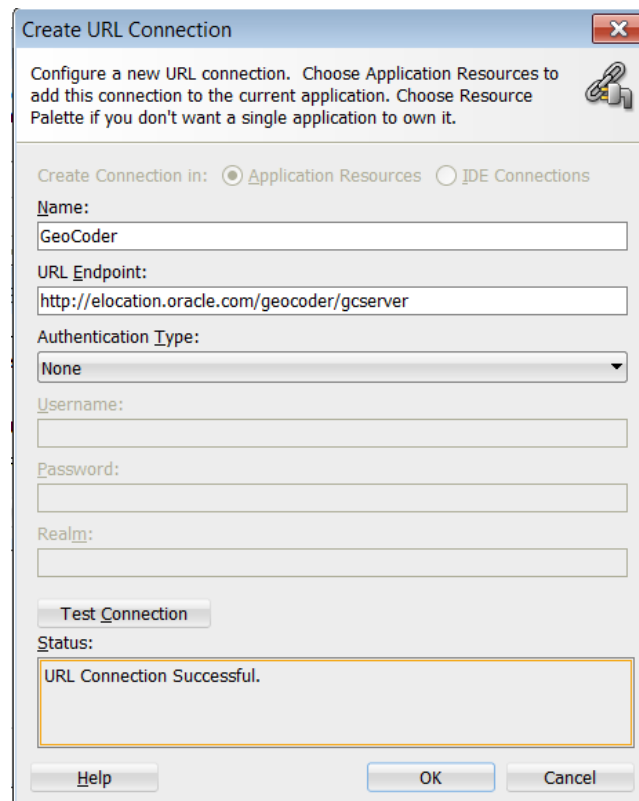 Create URL Connection
Configure a new URL connection. Choose Application Resources to
add this connection to the current application. Choose Resource
Palette if you don't want a single application to own it.
Create Connection in: Application Resources IDE Connections
Name:
GeoCoder
URL Endpoint:
http://elocation.oracle.com/geocoder/gcserver
Authentication Type:
None
Username:
Password:
Realm:
Test Connection
Status:
URL Connection Successful.
Help OK Cancel